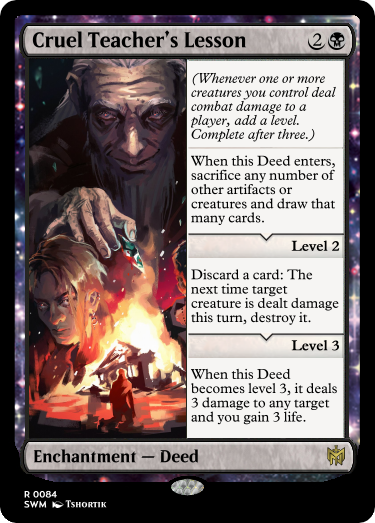 Cruel Teacher's Lesson 2
(Whenever one or more
creatures you control deal
combat damage to a
player, add a level.
Complete after three.)
When this Deed enters,
sacrifice any number of
other artifacts or
creatures and draw that
many cards.
Level 2
Discard a card: The
next time target
creature is dealt damage
this turn, destroy it.
Level 3
When this Deed
becomes level 3, it deals
3 damage to any target
and you gain 3 life.
Enchantment — Deed
R 0084
SWM Tshortik